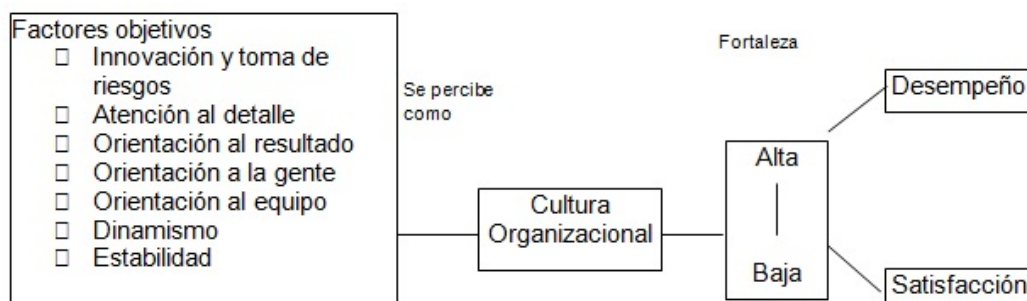 Factores objetivos
Innovación y toma de
riesgos
Atención al detalle
Orientación al resultado
Orientación a la gente
Orientación al equipo
Dinamismo
Estabilidad
Se percibe
como
Cultura
Organizacional
Fortaleza
Alta
Baja
Desempeño
Satisfacción